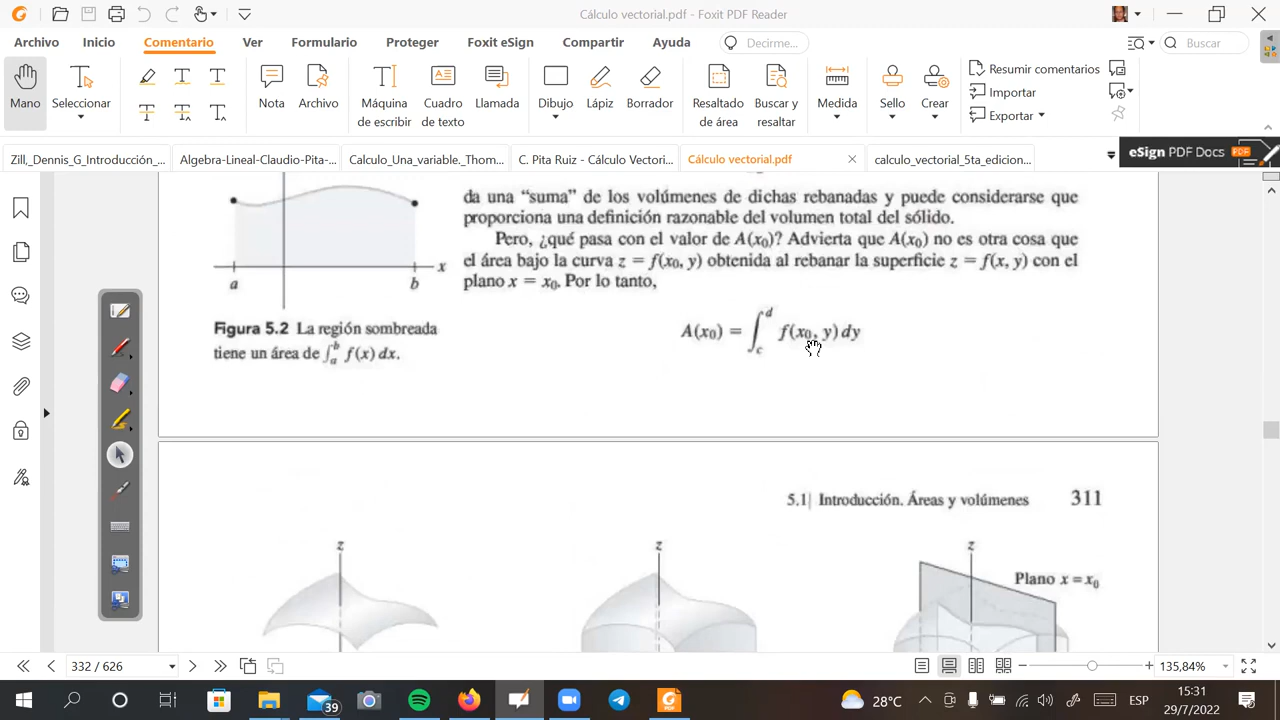 Cálculo vectorial.pdf - Foxit PDF Reader
Archivo Inicio Comentario Ver Formulario Proteger Foxit eSign Compartir Ayuda Decirme... Buscar
Mano Seleccionar Nota Archivo Máquina de escribir Cuadro de texto Llamada Dibujo Lápiz Borrador Resaltado de área Buscar y resaltar Medida Sello Crear
Resumir comentarios
Importar
Exportar
Zill,_Dennis_G_Introducción_... Algebra-Lineal-Claudio-Pita-... Calculo_Una_variable._Thom... C. Pita Ruiz - Cálculo Vectori... Cálculo vectorial.pdf calculo_vectorial_5ta_edicion... eSign PDF Docs PDF
da una “suma” de los volúmenes de dichas rebanadas y puede considerarse que
proporciona una definición razonable del volumen total del sólido.
Pero, ¿qué pasa con el valor de A(x₀)? Advierta que A(x₀) no es otra cosa que
el área bajo la curva z = f(x₀, y) obtenida al rebanar la superficie z = f(x, y) con el
plano x = x₀. Por lo tanto,
x
a b
Figura 5.2 La región sombreada
tiene un área de ∫ₐᵇ f(x) dx.
A(x₀) = ∫_c^d f(x₀, y) dy
5.1| Introducción. Áreas y volúmenes 311
z z z
Plano x = x₀
332 / 626 135,84%
39 28°C ESP 15:31
29/7/2022